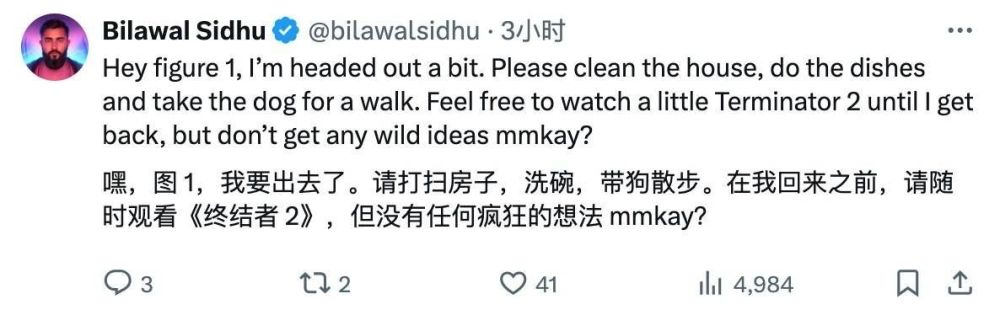 Bilawal Sidhu @bilawalsidhu · 3小时
Hey figure 1, I’m headed out a bit. Please clean the house, do the dishes
and take the dog for a walk. Feel free to watch a little Terminator 2 until I get
back, but don’t get any wild ideas mmkay?
嘿，图 1，我要出去了。请打扫房子，洗碗，带狗散步。在我回来之前，请随
时观看《终结者 2》，但没有任何疯狂的想法 mmkay?
3 2 41 4,984